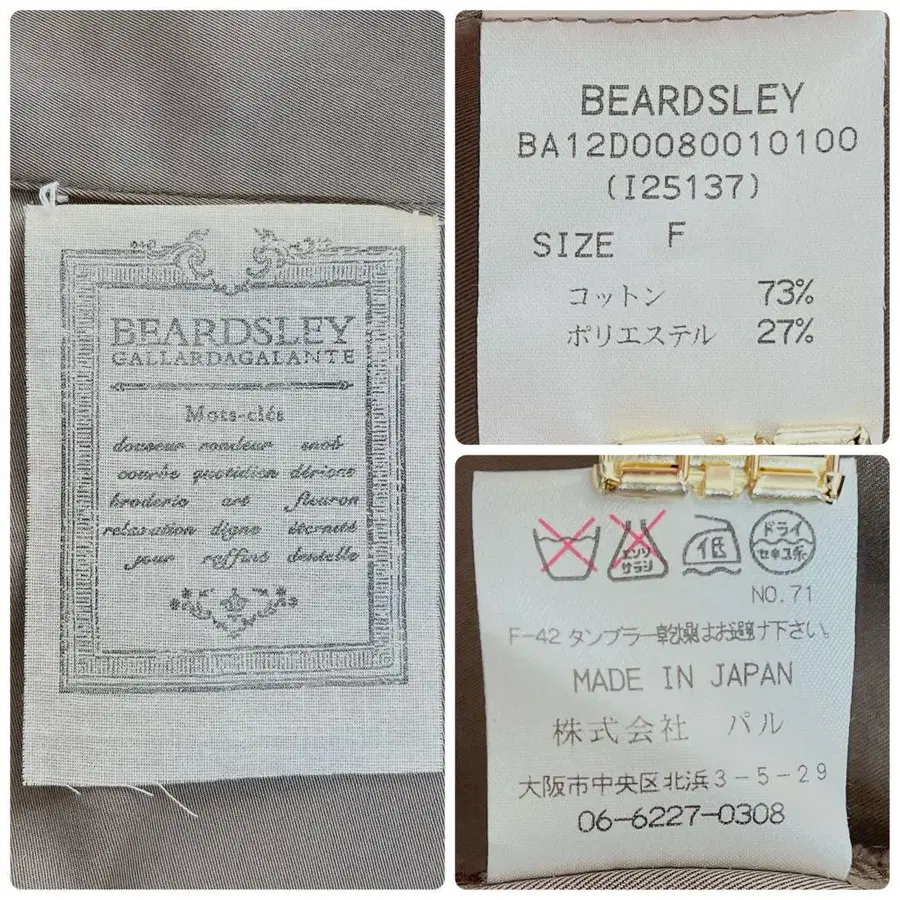 BEARDSLEY
GALLARDAGALANTE
Mots-clés
douceur rondeur snob
courbe quotidien dériver
broderie art fleuron
relaxation digne éternité
jour raffiné dentelle
BEARDSLEY
BA12D0080010100
(I25137)
SIZE F
コットン 73%
ポリエステル 27%
エンソ
サラシ
低
ドライ
セキユ系
NO.71
F-42 タンブラー乾燥はお避け下さい。
MADE IN JAPAN
株式会社 パル
大阪市中央区北浜3-5-29
06-6227-0308